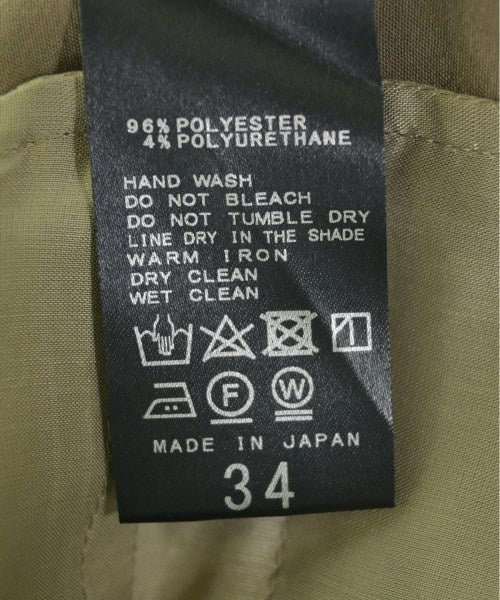 96% POLYESTER
4% POLYURETHANE
HAND WASH
DO NOT BLEACH
DO NOT TUMBLE DRY
LINE DRY IN THE SHADE
WARM IRON
DRY CLEAN
WET CLEAN
F W
MADE IN JAPAN
34